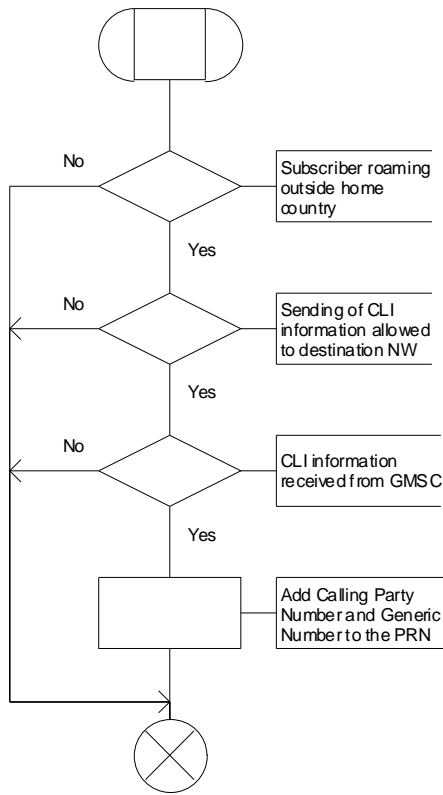 No
Subscriber roaming
outside home
country
Yes
No
Sending of CLI
information allowed
to destination NW
Yes
No
CLI information
received from GMSC
Yes
Add Calling Party
Number and Generic
Number to the PRN